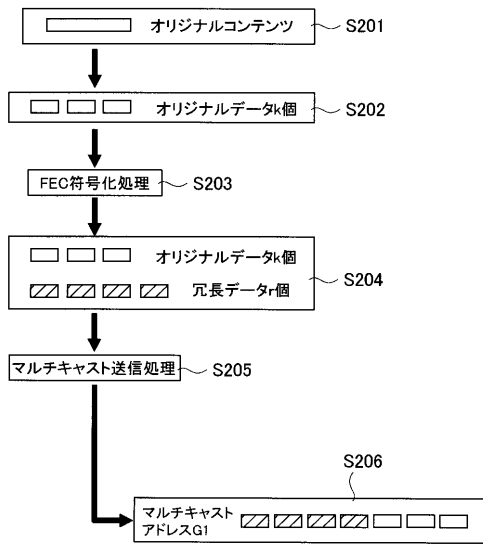 オリジナルコンテンツ S201
オリジナルデータk個 S202
FEC符号化処理 S203
オリジナルデータk個
冗長データr個 S204
マルチキャスト送信処理 S205
S206
マルチキャスト
アドレスG1